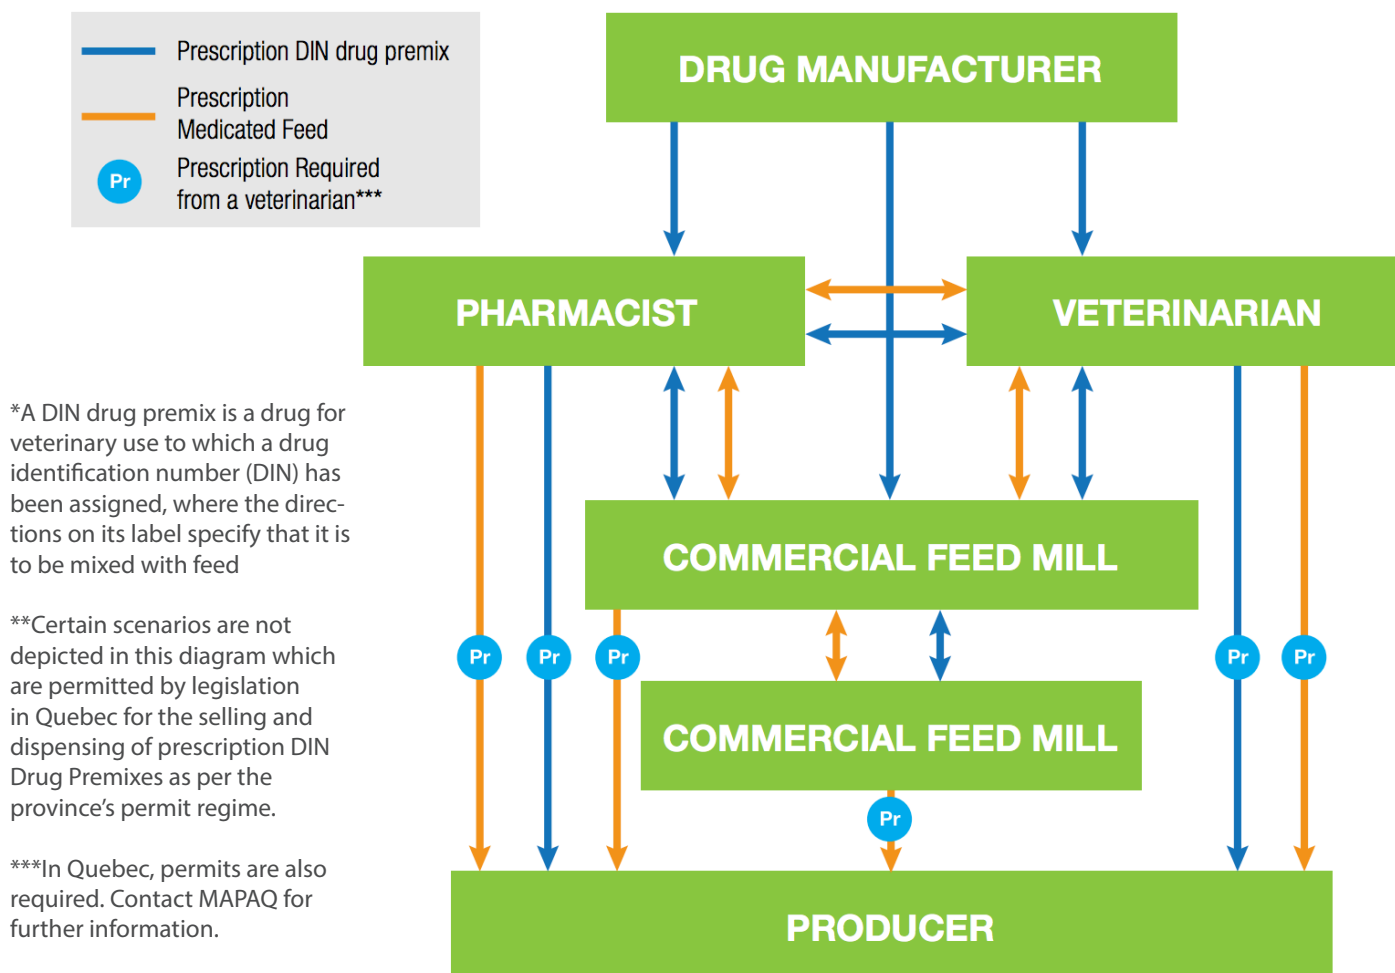 Prescription DIN drug premix
Prescription
Medicated Feed
Pr
Prescription Required
from a veterinarian***
DRUG MANUFACTURER
PHARMACIST
VETERINARIAN
*A DIN drug premix is a drug for
veterinary use to which a drug
identification number (DIN) has
been assigned, where the direc-
tions on its label specify that it is
to be mixed with feed
**Certain scenarios are not
depicted in this diagram which
are permitted by legislation
in Quebec for the selling and
dispensing of prescription DIN
Drug Premixes as per the
province’s permit regime.
***In Quebec, permits are also
required. Contact MAPAQ for
further information.
COMMERCIAL FEED MILL
Pr Pr Pr Pr Pr
COMMERCIAL FEED MILL
Pr
PRODUCER